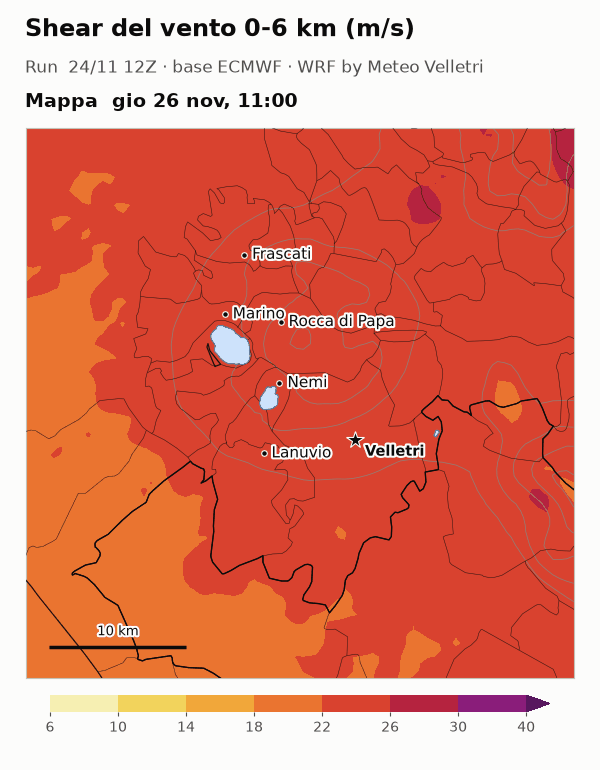 Shear del vento 0-6 km (m/s)
Run  24/11 12Z · base ECMWF · WRF by Meteo Velletri
Mappa  gio 26 nov, 11:00
Frascati
Marino
Rocca di Papa
Nemi
Velletri
Lanuvio
10 km
6 10 14 18 22 26 30 40